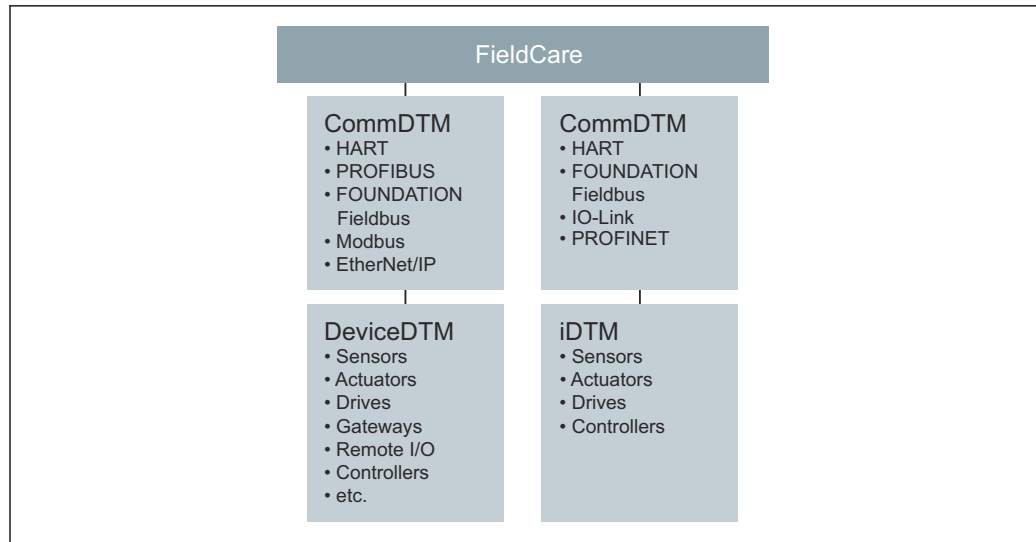 FieldCare
CommDTM
• HART
• PROFIBUS
• FOUNDATION
Fieldbus
• Modbus
• EtherNet/IP
CommDTM
• HART
• FOUNDATION
Fieldbus
• IO-Link
• PROFINET
DeviceDTM
• Sensors
• Actuators
• Drives
• Gateways
• Remote I/O
• Controllers
• etc.
iDTM
• Sensors
• Actuators
• Drives
• Controllers